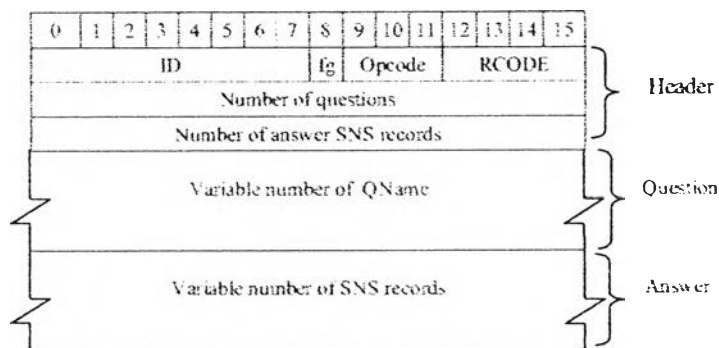 0 1 2 3 4 5 6 7 8 9 10 11 12 13 14 15
ID fg Opcode RCODE
Number of questions
Header
Number of answer SNS records
Variable number of QName
Question
Variable number of SNS records
Answer